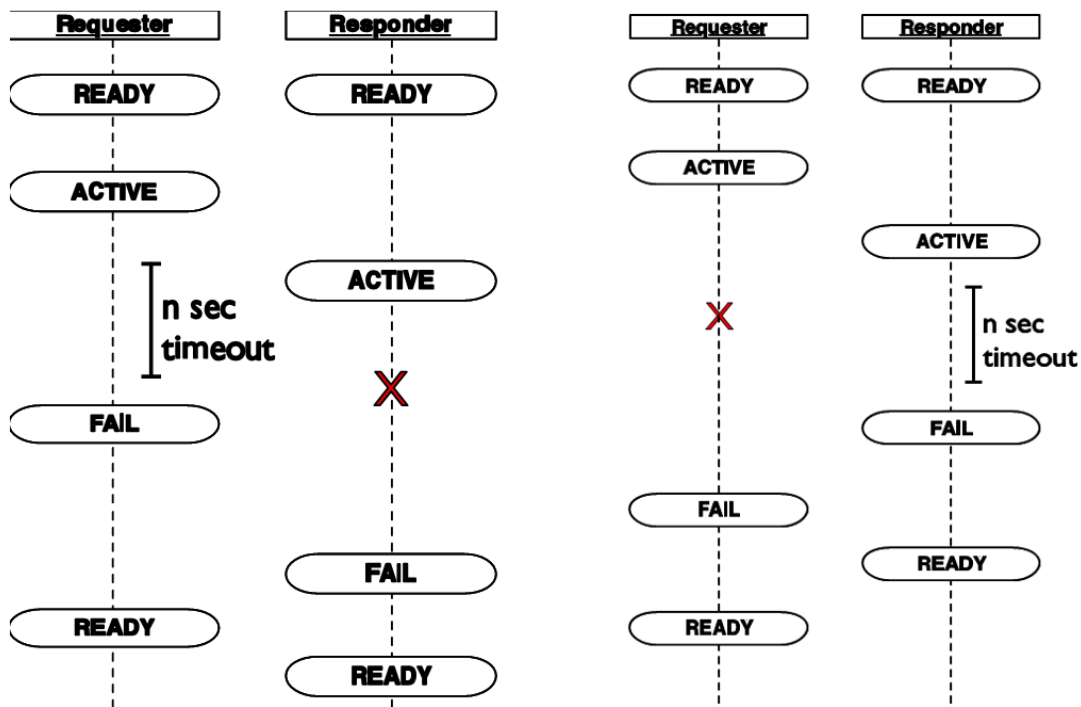 Requester
Responder
READY
READY
ACTIVE
ACTIVE
n sec
timeout
FAIL
FAIL
READY
READY
Requester
Responder
READY
READY
ACTIVE
ACTIVE
n sec
timeout
FAIL
FAIL
READY
READY